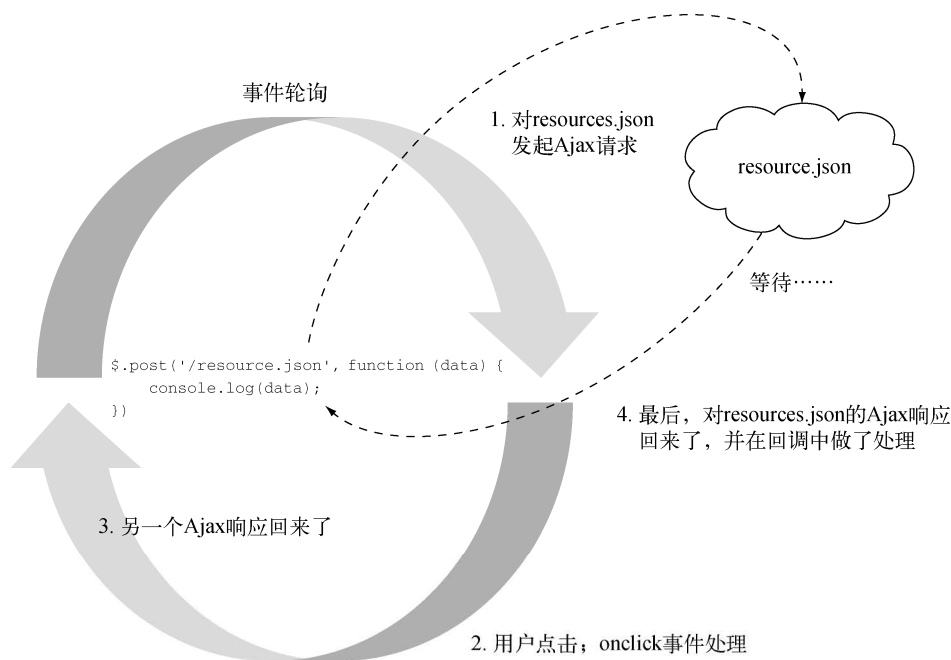 事件轮询
1. 对resources.json
发起Ajax请求
resource.json
等待……
$.post('/resource.json', function (data) {
console.log(data);
})
4. 最后，对resources.json的Ajax响应
回来了，并在回调中做了处理
3. 另一个Ajax响应回来了
2. 用户点击；onclick事件处理